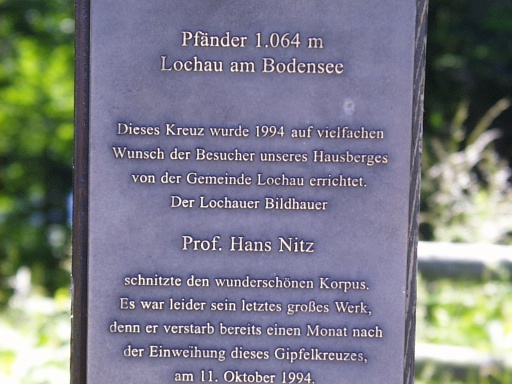 Pfänder 1.064 m
Lochau am Bodensee
Dieses Kreuz wurde 1994 auf vielfachen
Wunsch der Besucher unseres Hausberges
von der Gemeinde Lochau errichtet.
Der Lochauer Bildhauer
Prof. Hans Nitz
schnitzte den wunderschönen Korpus.
Es war leider sein letztes großes Werk,
denn er verstarb bereits einen Monat nach
der Einweihung dieses Gipfelkreuzes,
am 11. Oktober 1994.